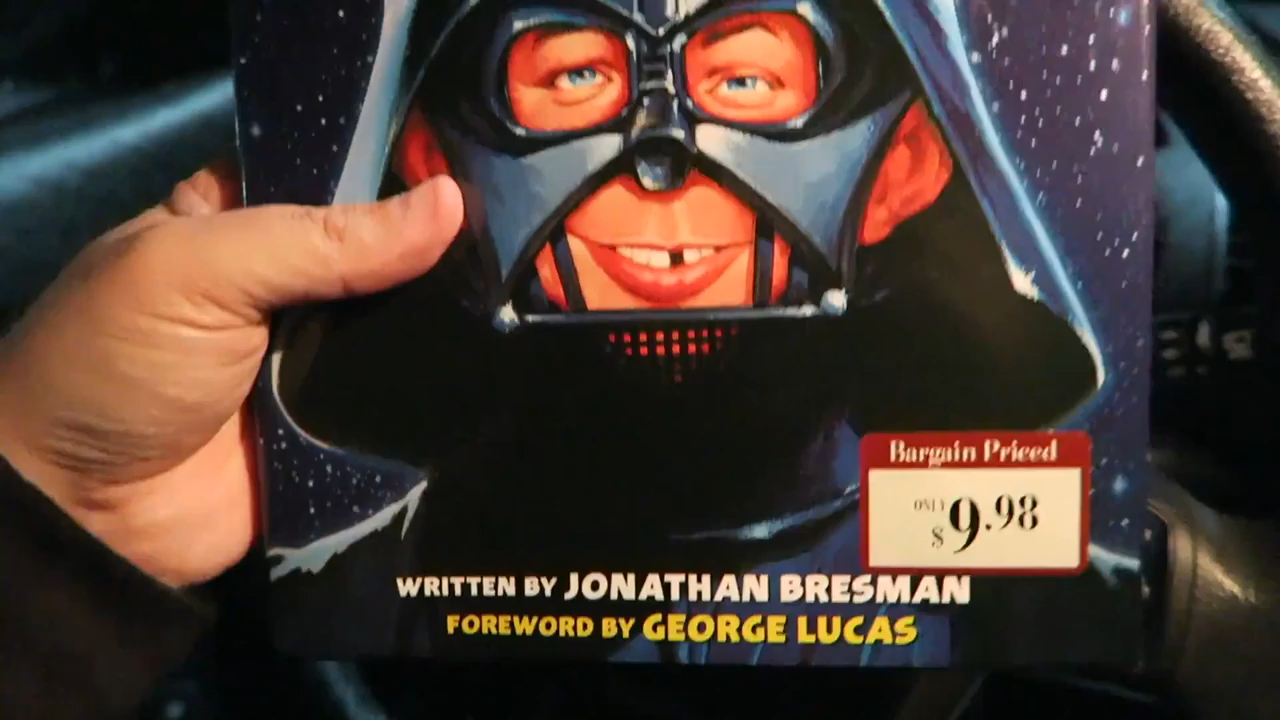 Bargain Priced
ONLY
$9.98
WRITTEN BY JONATHAN BRESMAN
FOREWORD BY GEORGE LUCAS